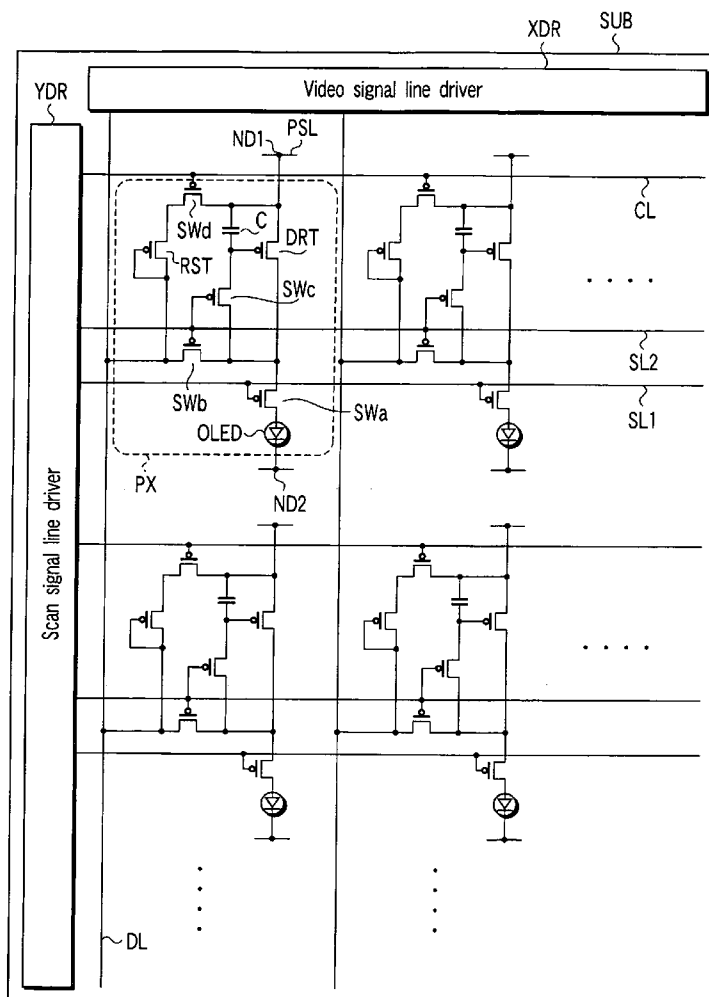 XDR
SUB
Video signal line driver
YDR
ND1
PSL
CL
SWd
C
DRT
RST
SWc
SL2
SWb
SWa
SL1
OLED
PX
ND2
Scan signal line driver
DL